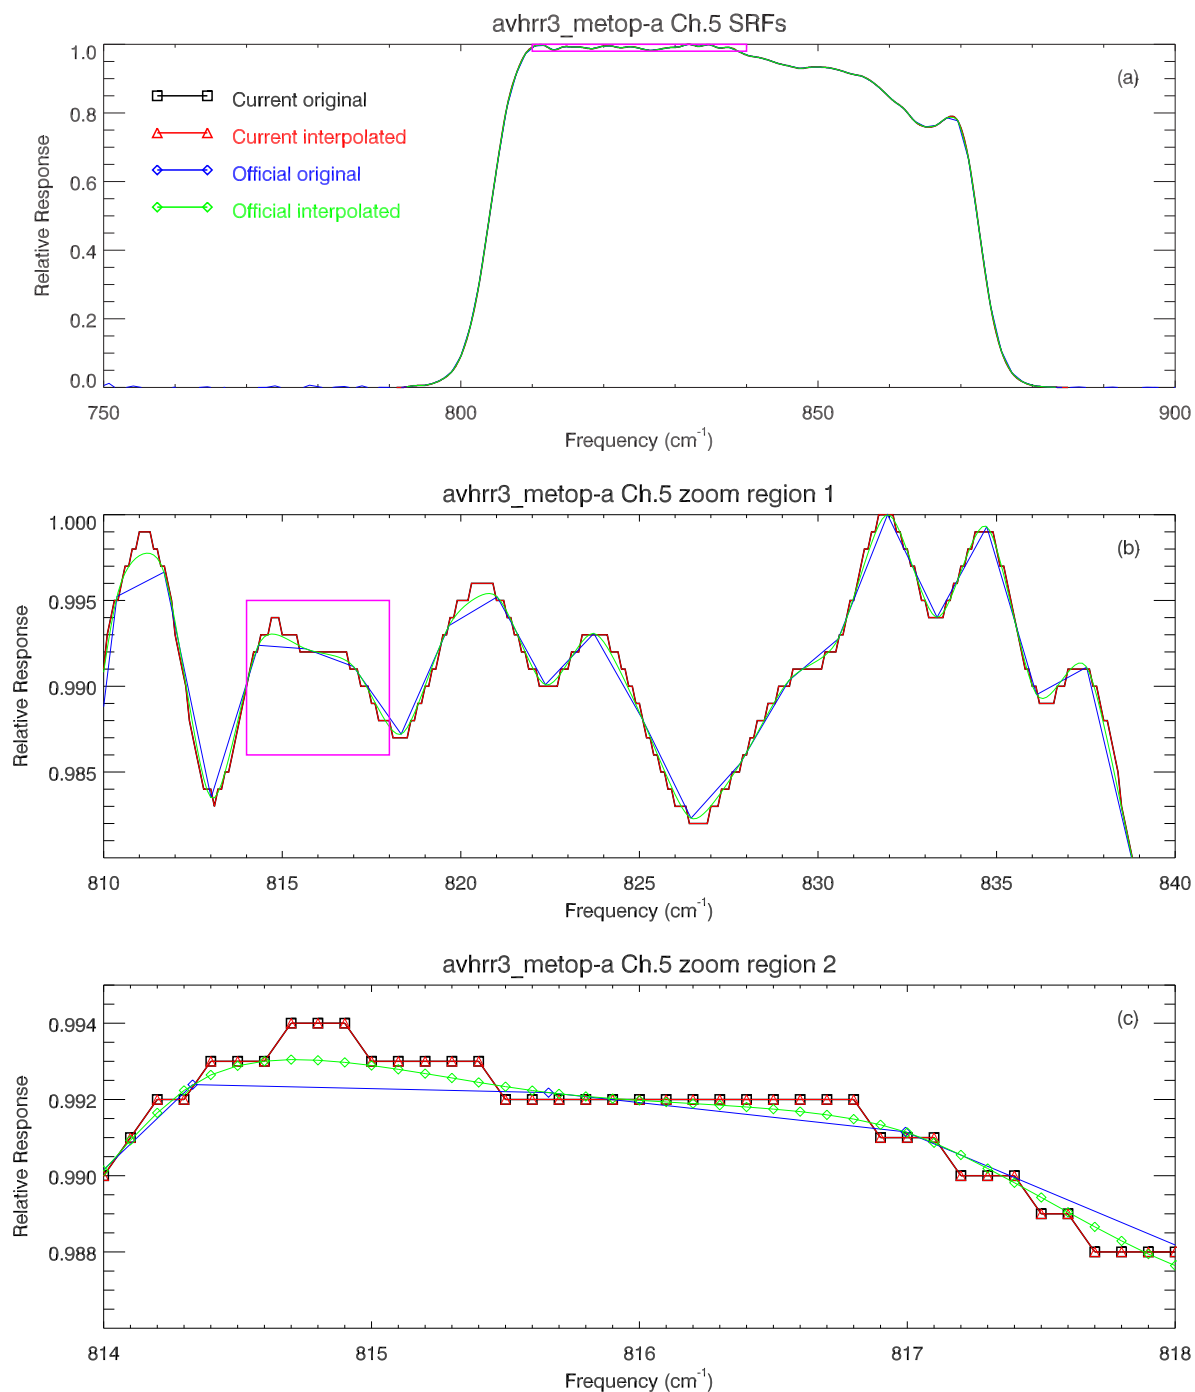 avhrr3_metop-a Ch.5 SRFs
(a)
Current original
Current interpolated
Official original
Official interpolated
Relative Response
1.0
0.8
0.6
0.4
0.2
0.0
750 800 850 900
Frequency (cm-1)
avhrr3_metop-a Ch.5 zoom region 1
(b)
Relative Response
1.000
0.995
0.990
0.985
810 815 820 825 830 835 840
Frequency (cm-1)
avhrr3_metop-a Ch.5 zoom region 2
(c)
Relative Response
0.994
0.992
0.990
0.988
814 815 816 817 818
Frequency (cm-1)